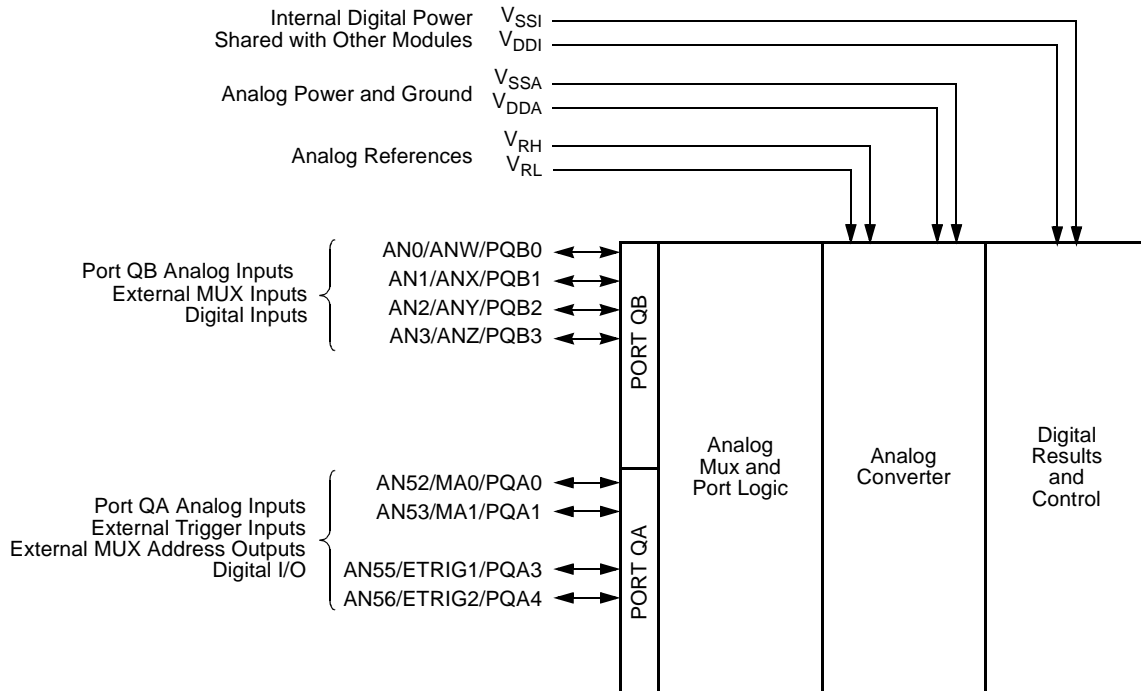 Internal Digital Power
Shared with Other Modules
VSSI
VDDI
Analog Power and Ground
VSSA
VDDA
Analog References
VRH
VRL
Port QB Analog Inputs
External MUX Inputs
Digital Inputs
AN0/ANW/PQB0
AN1/ANX/PQB1
AN2/ANY/PQB2
AN3/ANZ/PQB3
PORT QB
Port QA Analog Inputs
External Trigger Inputs
External MUX Address Outputs
Digital I/O
AN52/MA0/PQA0
AN53/MA1/PQA1
AN55/ETRIG1/PQA3
AN56/ETRIG2/PQA4
PORT QA
Analog
Mux and
Port Logic
Analog
Converter
Digital
Results
and
Control